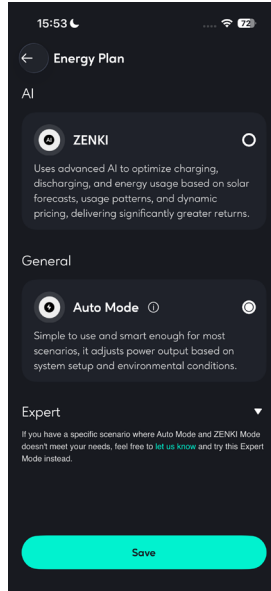 15:53
72
Energy Plan
AI
AI
ZENKI
Uses advanced AI to optimize charging,
discharging, and energy usage based on solar
forecasts, usage patterns, and dynamic
pricing, delivering significantly greater returns.
General
Auto Mode
Simple to use and smart enough for most
scenarios, it adjusts power output based on
system setup and environmental conditions.
Expert
If you have a specific scenario where Auto Mode and ZENKI Mode
doesn't meet your needs, feel free to let us know and try this Expert
Mode instead.
Save